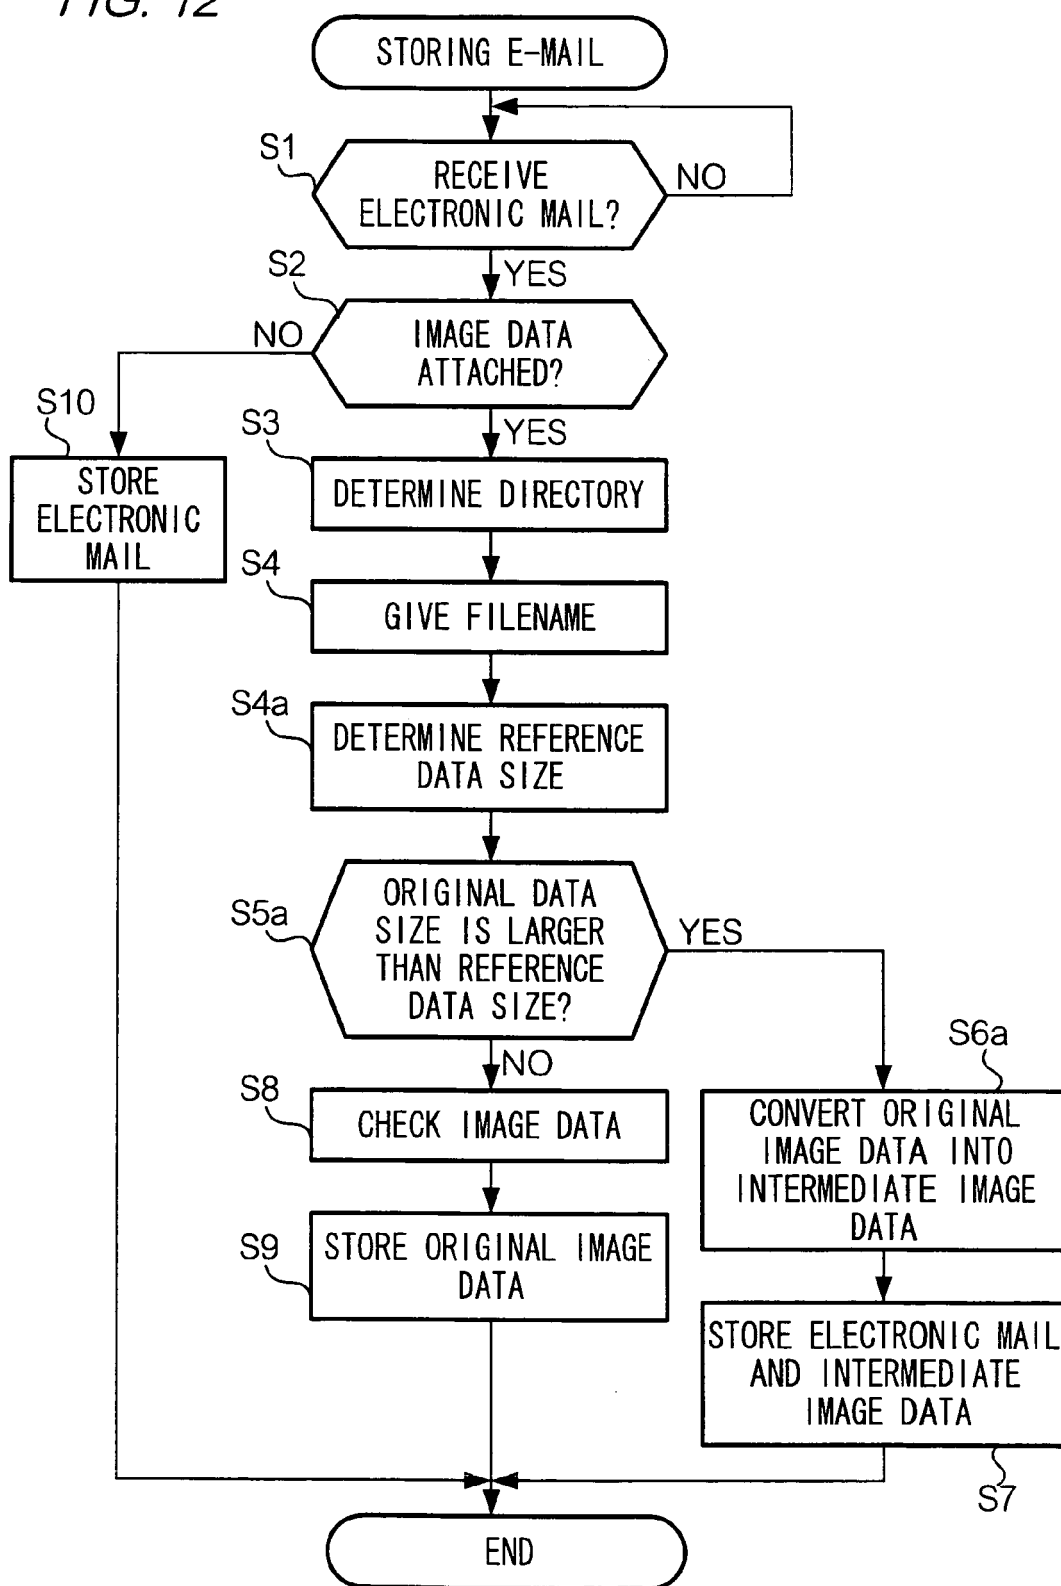 FIG. 12
STORING E-MAIL
S1
RECEIVE
ELECTRONIC MAIL?
NO
YES
S2
IMAGE DATA
ATTACHED?
NO
YES
S10
STORE
ELECTRONIC
MAIL
S3
DETERMINE DIRECTORY
S4
GIVE FILENAME
S4a
DETERMINE REFERENCE
DATA SIZE
S5a
ORIGINAL DATA
SIZE IS LARGER
THAN REFERENCE
DATA SIZE?
YES
NO
S6a
CONVERT ORIGINAL
IMAGE DATA INTO
INTERMEDIATE IMAGE
DATA
S8
CHECK IMAGE DATA
S9
STORE ORIGINAL IMAGE
DATA
STORE ELECTRONIC MAIL
AND INTERMEDIATE
IMAGE DATA
S7
END